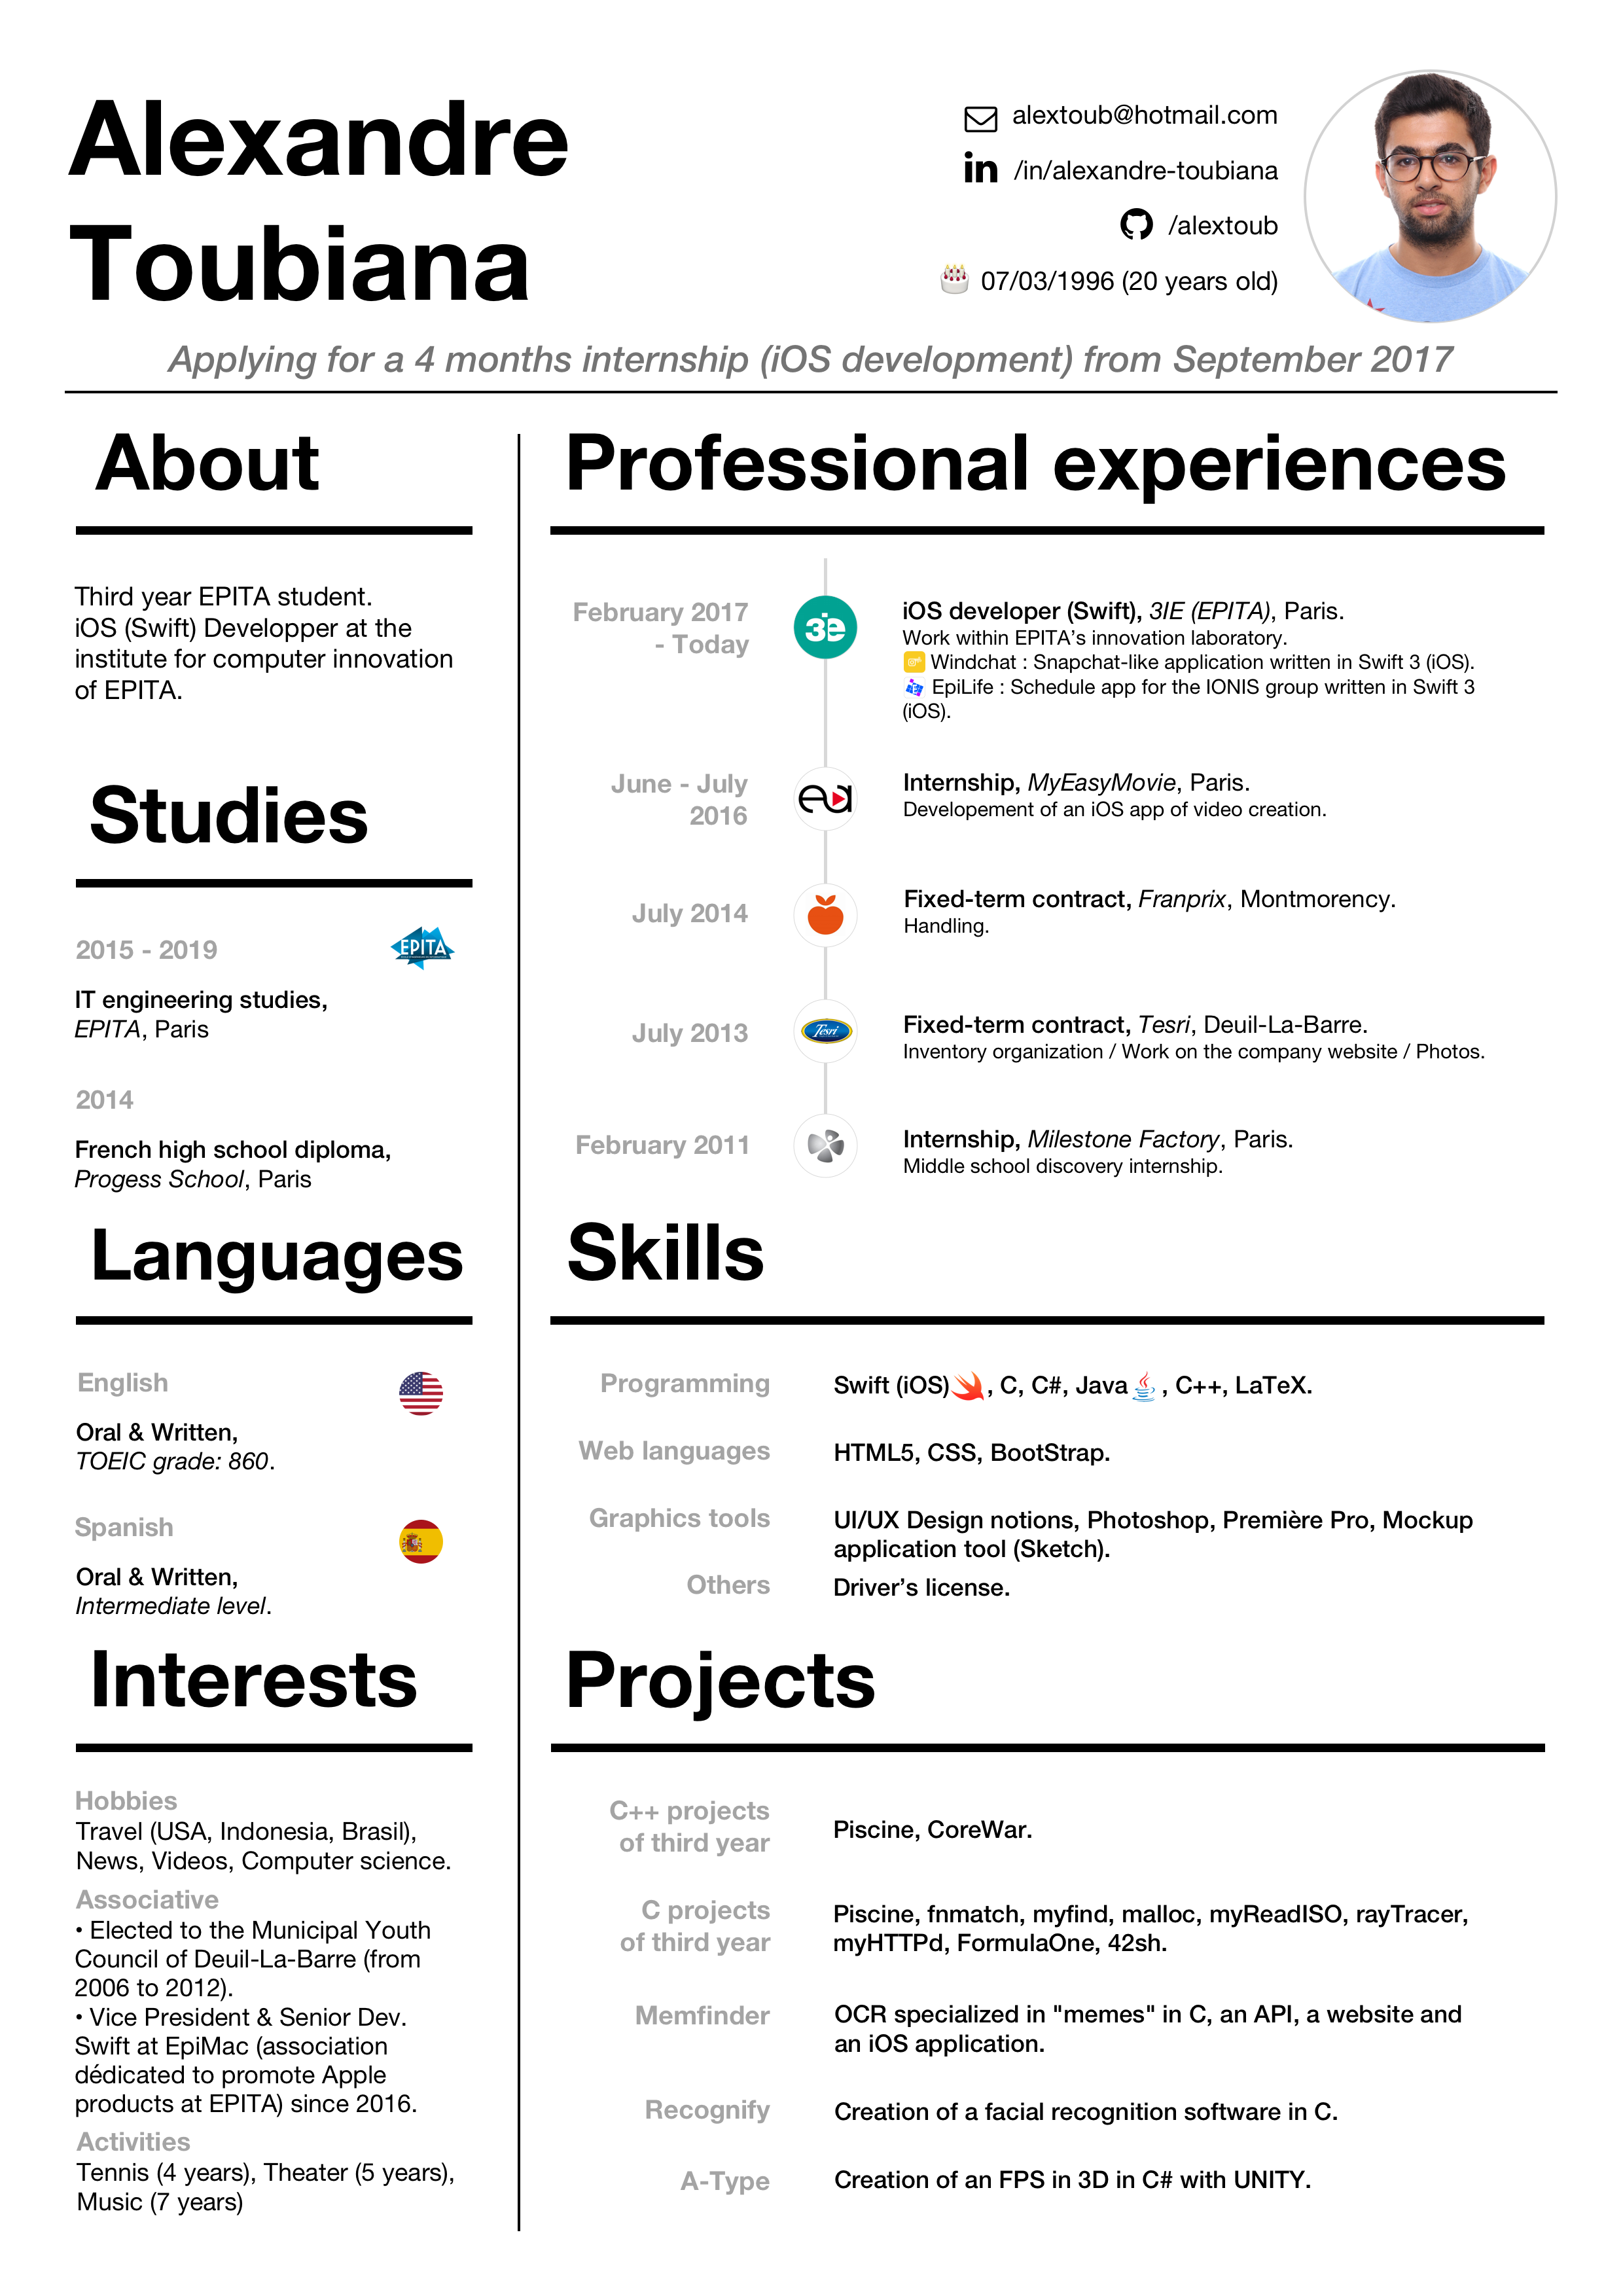 Alexandre
Toubiana
alextoub@hotmail.com
in /in/alexandre-toubiana
/alextoub
07/03/1996 (20 years old)
Applying for a 4 months internship (iOS development) from September 2017
About
Third year EPITA student.
iOS (Swift) Developper at the
institute for computer innovation
of EPITA.
Studies
2015 - 2019
EPITA
IT engineering studies,
EPITA, Paris
2014
French high school diploma,
Progess School, Paris
Languages
English
Oral & Written,
TOEIC grade: 860.
Spanish
Oral & Written,
Intermediate level.
Interests
Hobbies
Travel (USA, Indonesia, Brasil),
News, Videos, Computer science.
Associative
• Elected to the Municipal Youth
Council of Deuil-La-Barre (from
2006 to 2012).
• Vice President & Senior Dev.
Swift at EpiMac (association
dédicated to promote Apple
products at EPITA) since 2016.
Activities
Tennis (4 years), Theater (5 years),
Music (7 years)
Professional experiences
February 2017
- Today
3ie
iOS developer (Swift), 3IE (EPITA), Paris.
Work within EPITA's innovation laboratory.
Windchat : Snapchat-like application written in Swift 3 (iOS).
EpiLife : Schedule app for the IONIS group written in Swift 3
(iOS).
June - July
2016
Internship, MyEasyMovie, Paris.
Developement of an iOS app of video creation.
July 2014
Fixed-term contract, Franprix, Montmorency.
Handling.
July 2013
Tesri
Fixed-term contract, Tesri, Deuil-La-Barre.
Inventory organization / Work on the company website / Photos.
February 2011
Internship, Milestone Factory, Paris.
Middle school discovery internship.
Skills
Programming
Swift (iOS), C, C#, Java, C++, LaTeX.
Web languages
HTML5, CSS, BootStrap.
Graphics tools
UI/UX Design notions, Photoshop, Première Pro, Mockup
application tool (Sketch).
Others
Driver's license.
Projects
C++ projects
of third year
Piscine, CoreWar.
C projects
of third year
Piscine, fnmatch, myfind, malloc, myReadISO, rayTracer,
myHTTPd, FormulaOne, 42sh.
Memfinder
OCR specialized in "memes" in C, an API, a website and
an iOS application.
Recognify
Creation of a facial recognition software in C.
A-Type
Creation of an FPS in 3D in C# with UNITY.